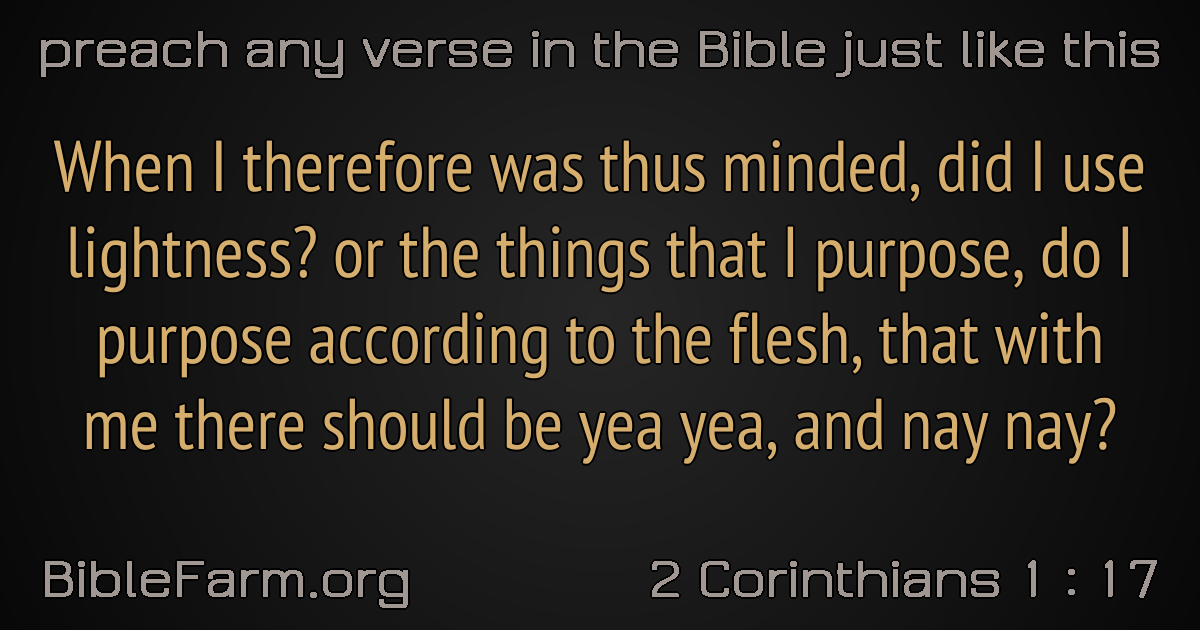 preach any verse in the Bible just like this
When I therefore was thus minded, did I use
lightness? or the things that I purpose, do I
purpose according to the flesh, that with
me there should be yea yea, and nay nay?
BibleFarm.org
2 Corinthians 1 : 17